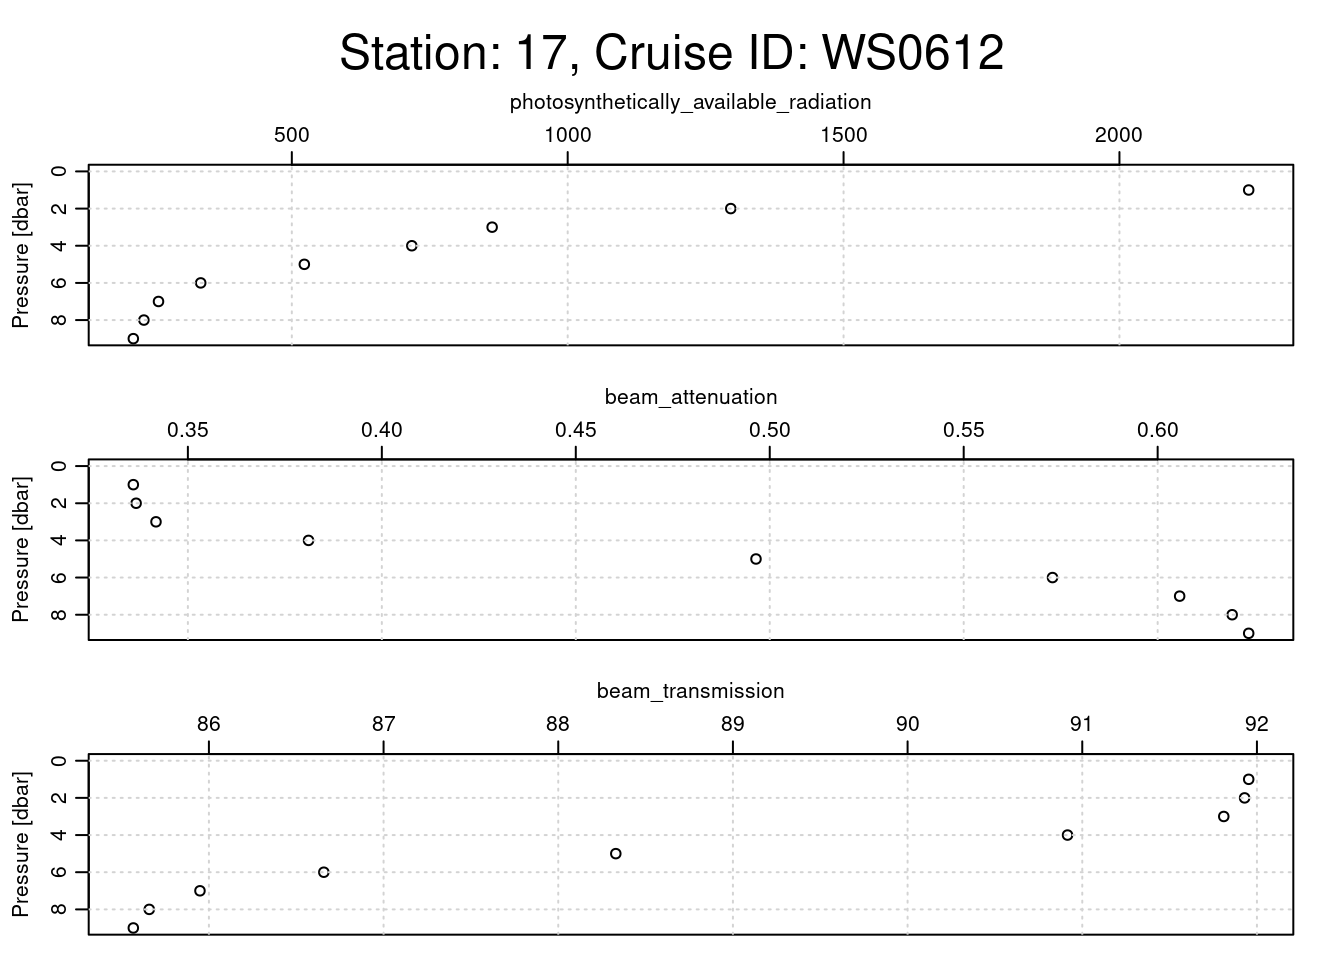 Station: 17, Cruise ID: WS0612
photosynthetically_available_radiation
500 1000 1500 2000
Pressure [dbar]
0
2
4
6
8
beam_attenuation
0.35 0.40 0.45 0.50 0.55 0.60
Pressure [dbar]
0
2
4
6
8
beam_transmission
86 87 88 89 90 91 92
Pressure [dbar]
0
2
4
6
8